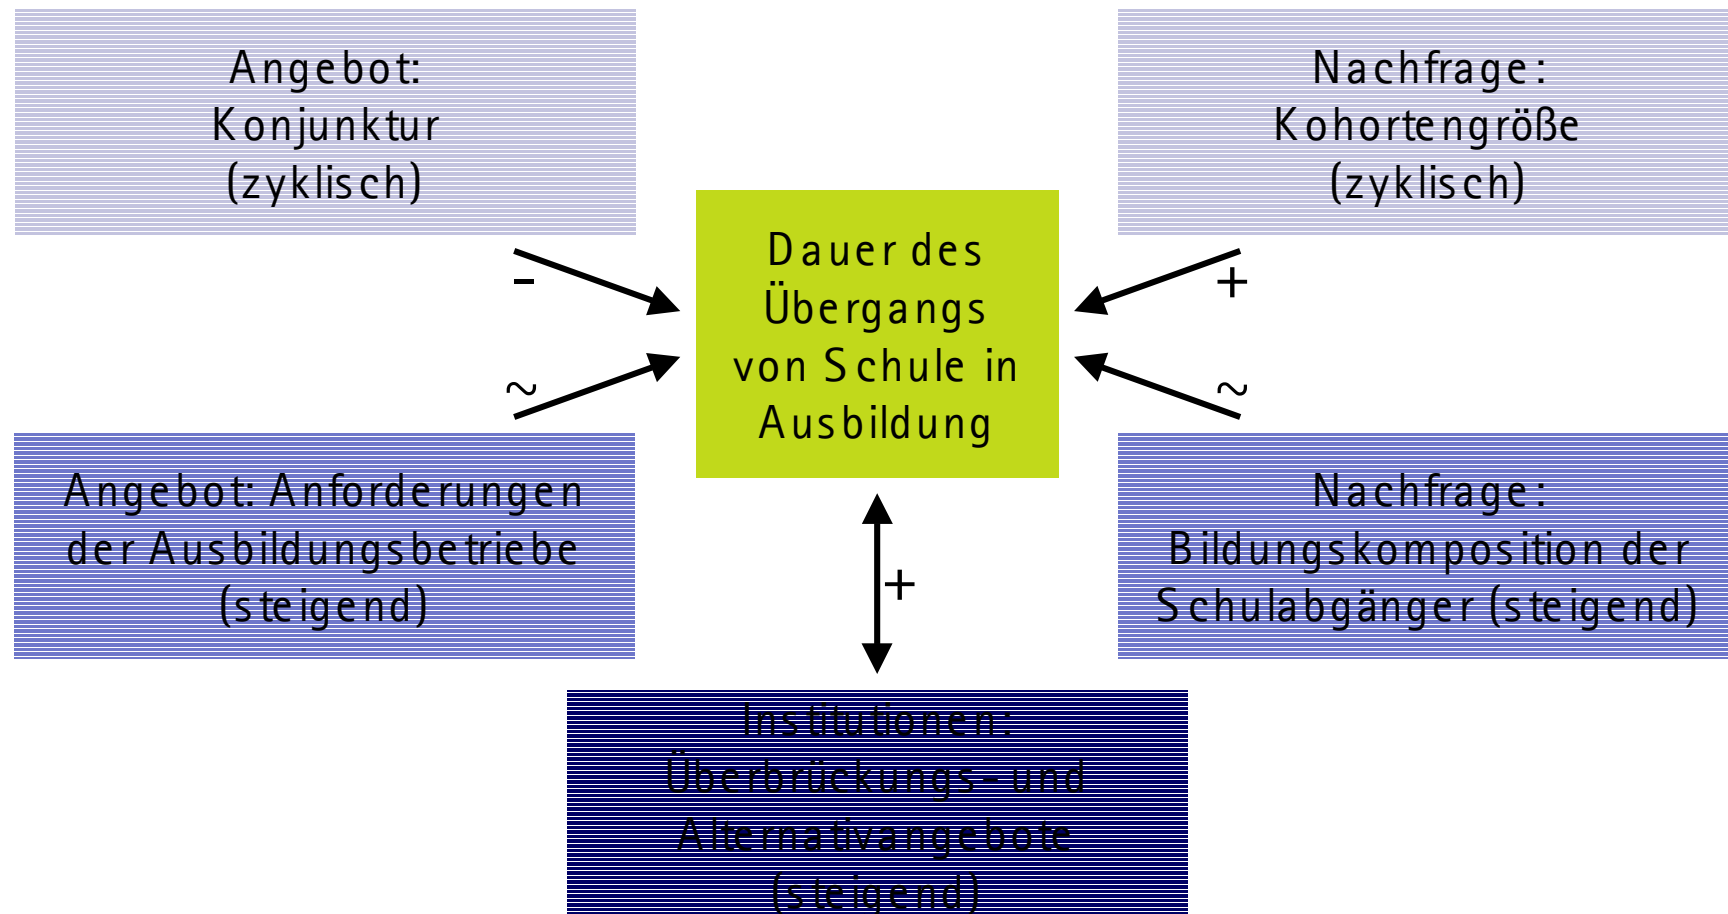 Angebot:
Konjunktur
(zyklisch)
Nachfrage:
Kohortengröße
(zyklisch)
Dauer des
Übergangs
von Schule in
Ausbildung
-
+
~
~
Angebot: Anforderungen
der Ausbildungsbetriebe
(steigend)
Nachfrage:
Bildungskomposition der
Schulabgänger (steigend)
+
Institutionen:
Überbrückungs- und
Alternativangebote
(steigend)